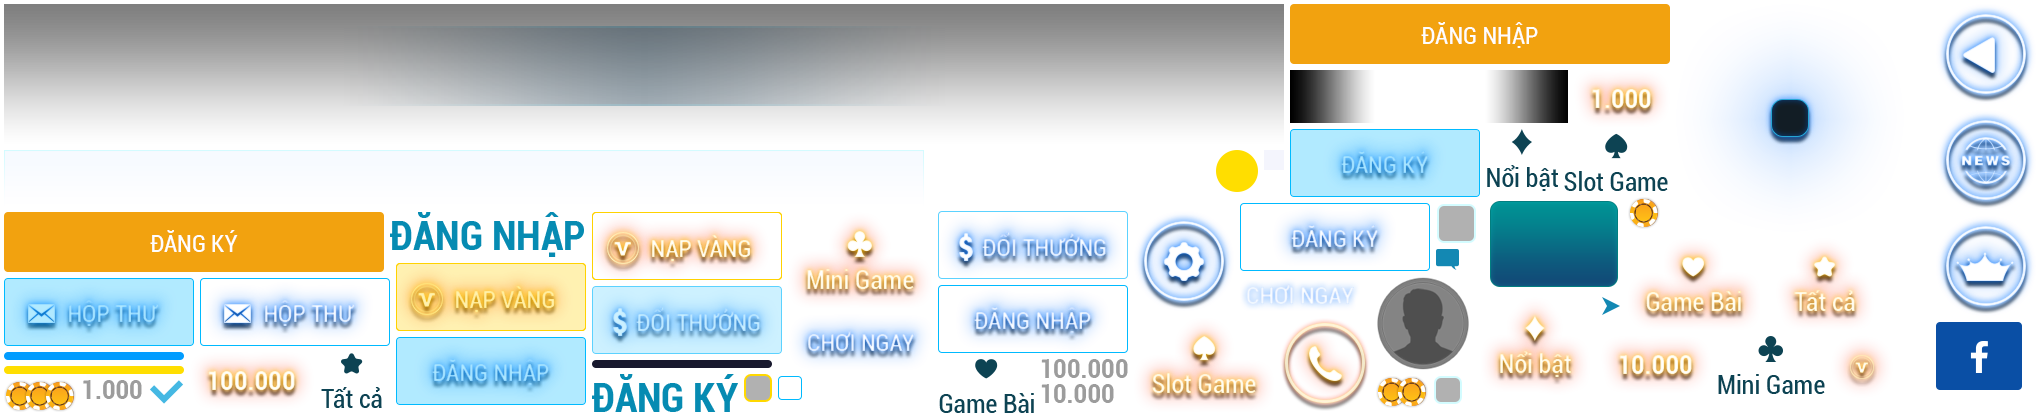 ĐĂNG NHẬP
1.000
ĐĂNG KÝ
Nổi bật
Slot Game
NEWS
ĐĂNG KÝ
ĐĂNG NHẬP
NẠP VÀNG
Mini Game
$ ĐỔI THƯỞNG
ĐĂNG KÝ
HỘP THƯ
HỘP THƯ
NẠP VÀNG
$ ĐỔI THƯỞNG
CHƠI NGAY
ĐĂNG NHẬP
CHƠI NGAY
Game Bài
Tất cả
1.000
100.000
Tất cả
ĐĂNG NHẬP
ĐĂNG KÝ
Game Bài
100.000
10.000
Slot Game
Nổi bật
10.000
Mini Game
f